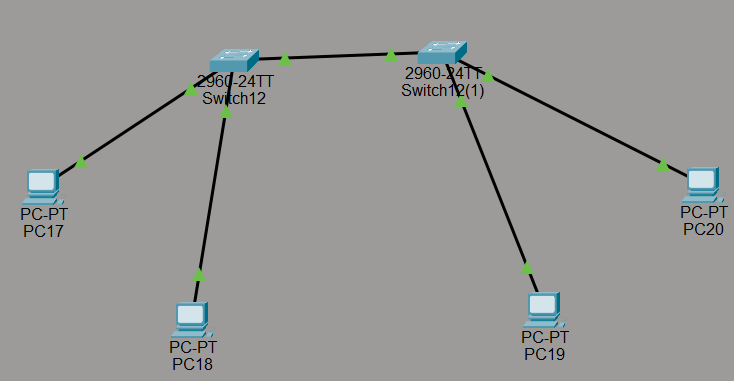 2960-24TT
Switch12
2960-24TT
Switch12(1)
PC-PT
PC17
PC-PT
PC20
PC-PT
PC18
PC-PT
PC19